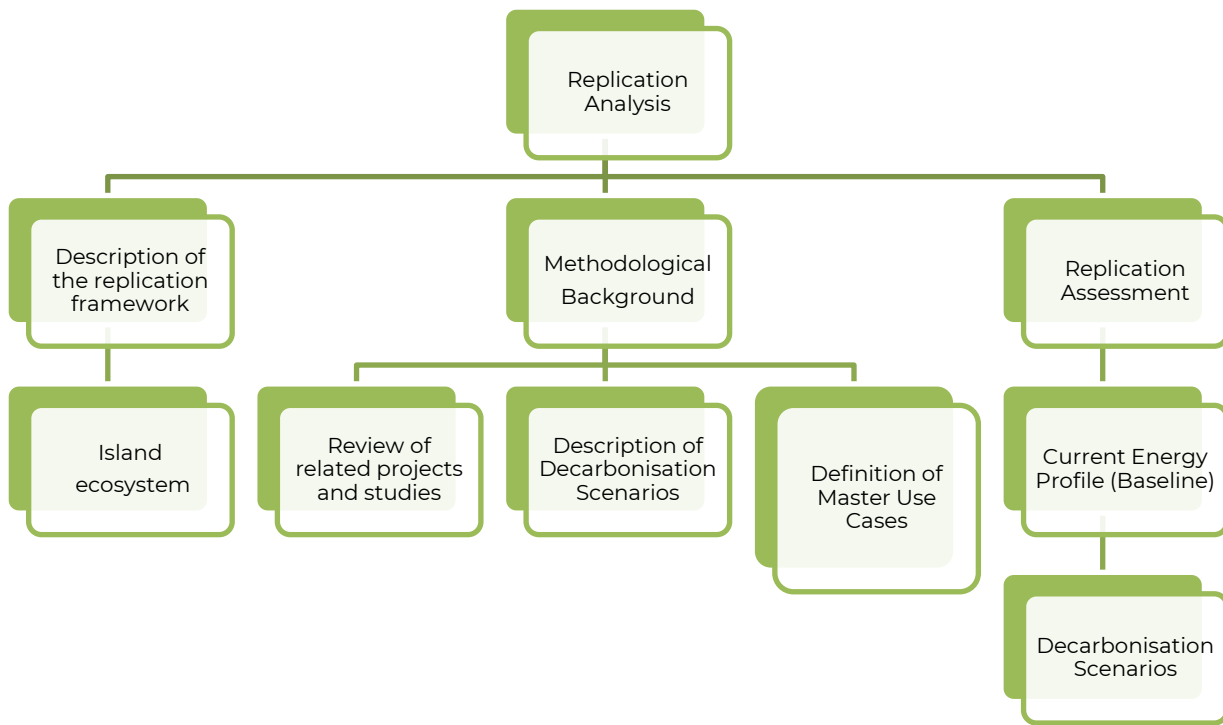 Replication
Analysis
Description of
the replication
framework
Methodological
Background
Replication
Assessment
Island
ecosystem
Review of
related projects
and studies
Description of
Decarbonisation
Scenarios
Definition of
Master Use
Cases
Current Energy
Profile (Baseline)
Decarbonisation
Scenarios